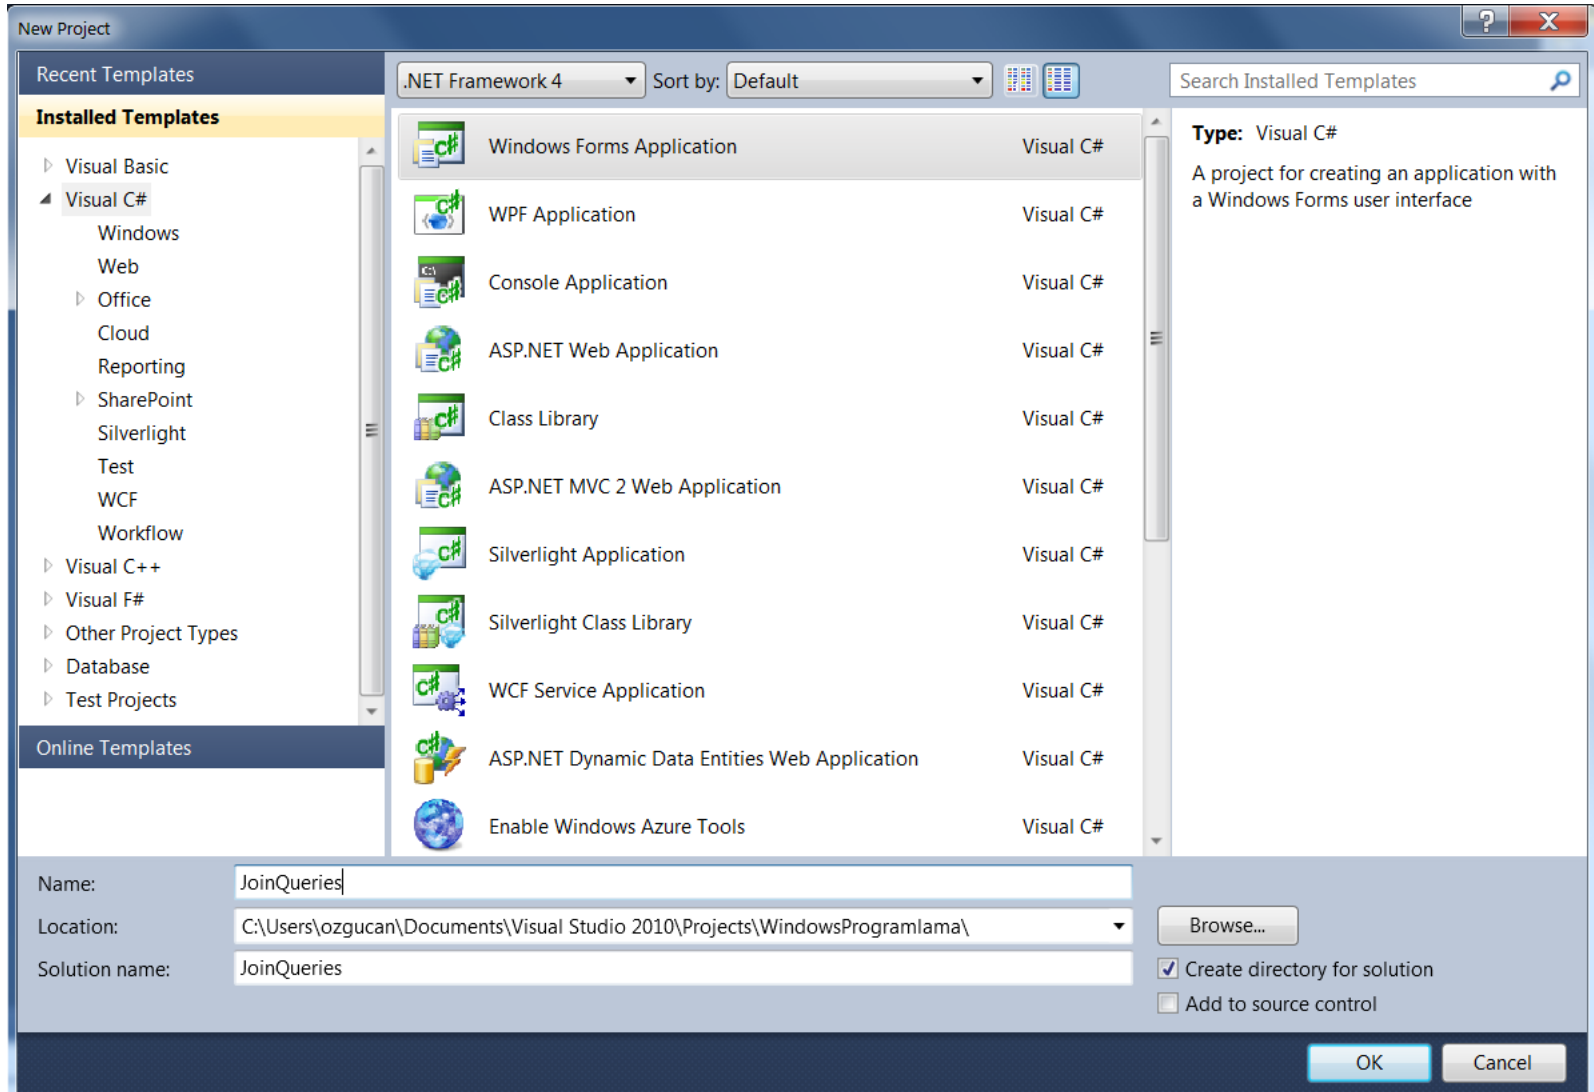 New Project
Recent Templates
Installed Templates
Visual Basic
Visual C#
Windows
Web
Office
Cloud
Reporting
SharePoint
Silverlight
Test
WCF
Workflow
Visual C++
Visual F#
Other Project Types
Database
Test Projects
Online Templates
.NET Framework 4
Sort by: Default
Windows Forms Application Visual C#
WPF Application Visual C#
Console Application Visual C#
ASP.NET Web Application Visual C#
Class Library Visual C#
ASP.NET MVC 2 Web Application Visual C#
Silverlight Application Visual C#
Silverlight Class Library Visual C#
WCF Service Application Visual C#
ASP.NET Dynamic Data Entities Web Application Visual C#
Enable Windows Azure Tools Visual C#
Search Installed Templates
Type: Visual C#
A project for creating an application with
a Windows Forms user interface
Name: JoinQueries
Location: C:\Users\ozgucan\Documents\Visual Studio 2010\Projects\WindowsProgramlama\
Browse...
Solution name: JoinQueries
Create directory for solution
Add to source control
OK
Cancel